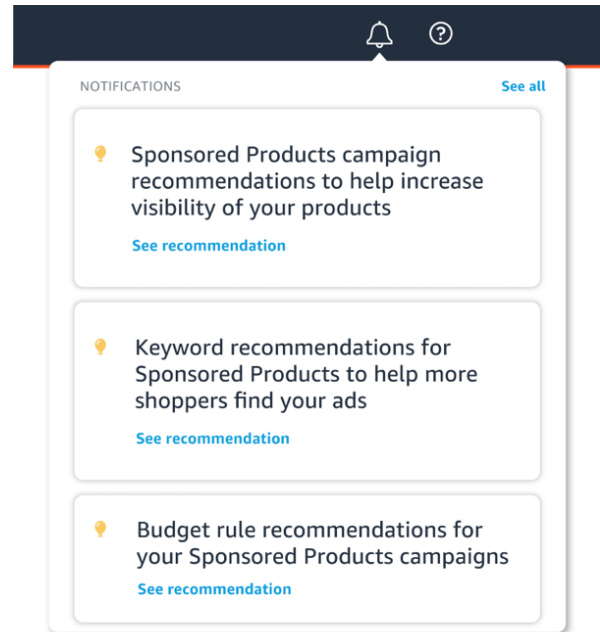 NOTIFICATIONS See all
Sponsored Products campaign
recommendations to help increase
visibility of your products
See recommendation
Keyword recommendations for
Sponsored Products to help more
shoppers find your ads
See recommendation
Budget rule recommendations for
your Sponsored Products campaigns
See recommendation